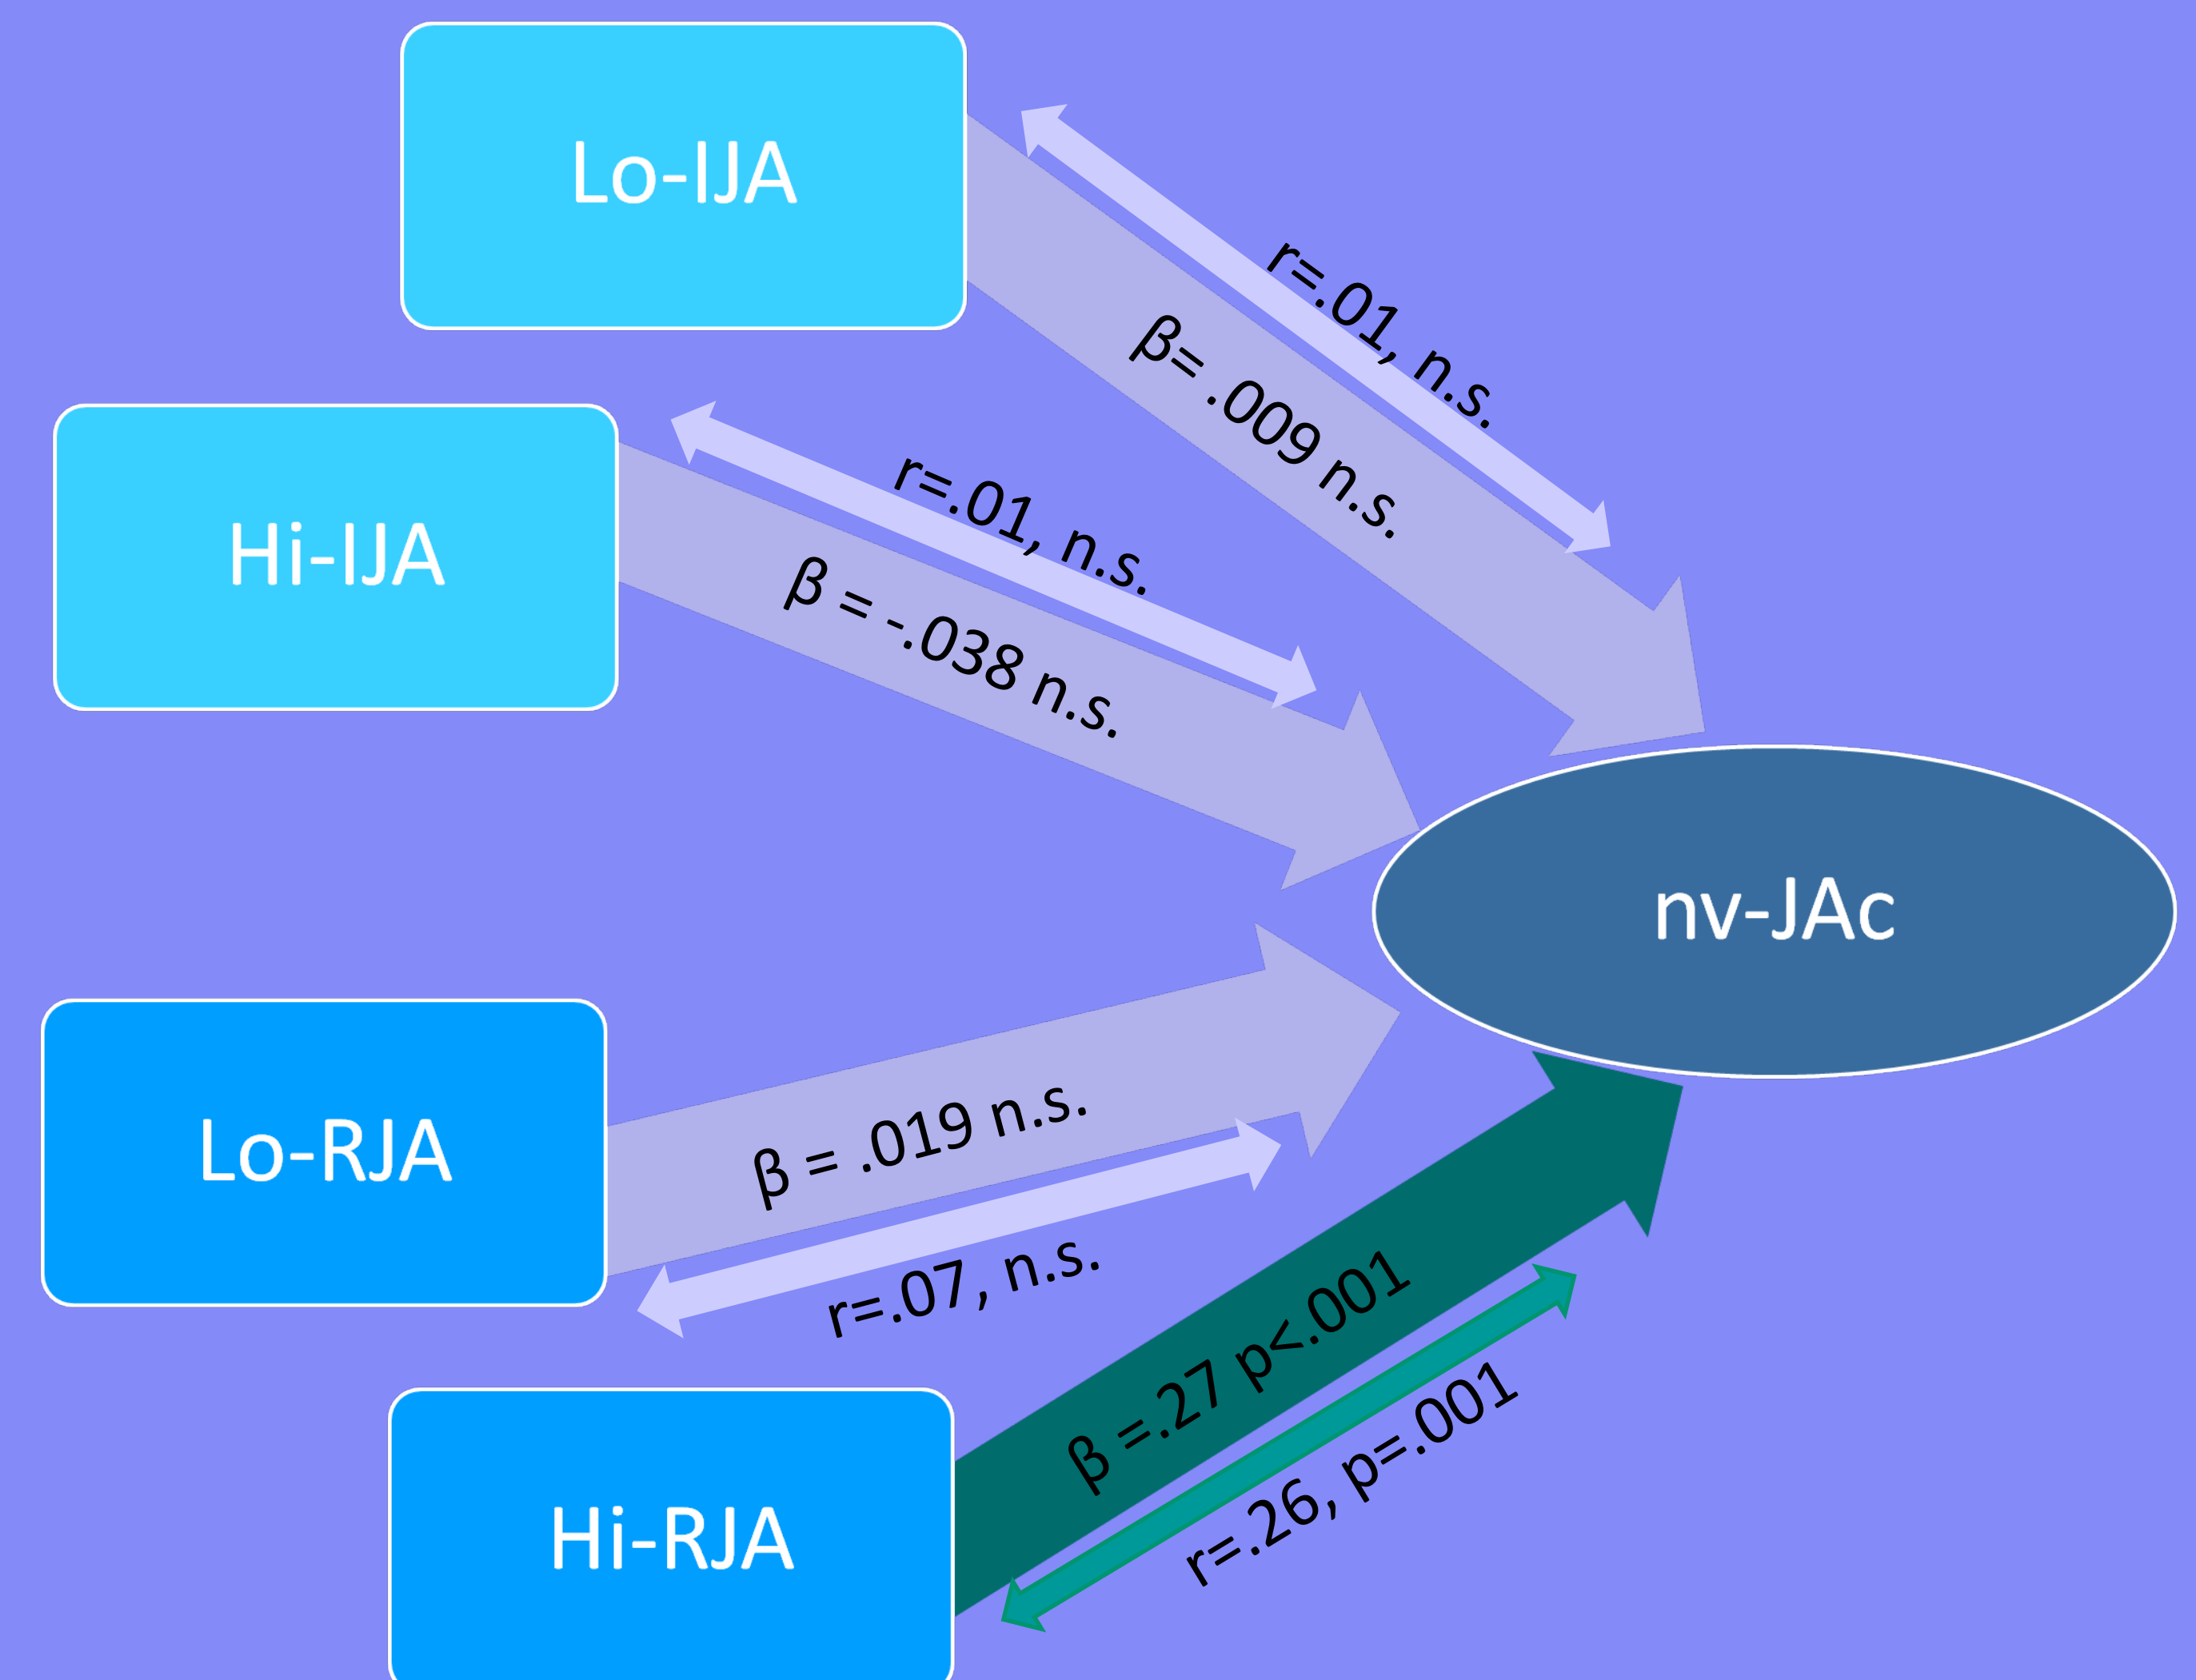 Lo-IJA
r=.01, n.s.
β= .009 n.s.
Hi-IJA
r=.01, n.s.
β = -.038 n.s.
nv-JAc
Lo-RJA
β = .019 n.s.
r=.07, n.s.
Hi-RJA
β =.27 p<.001
r=.26, p=.001